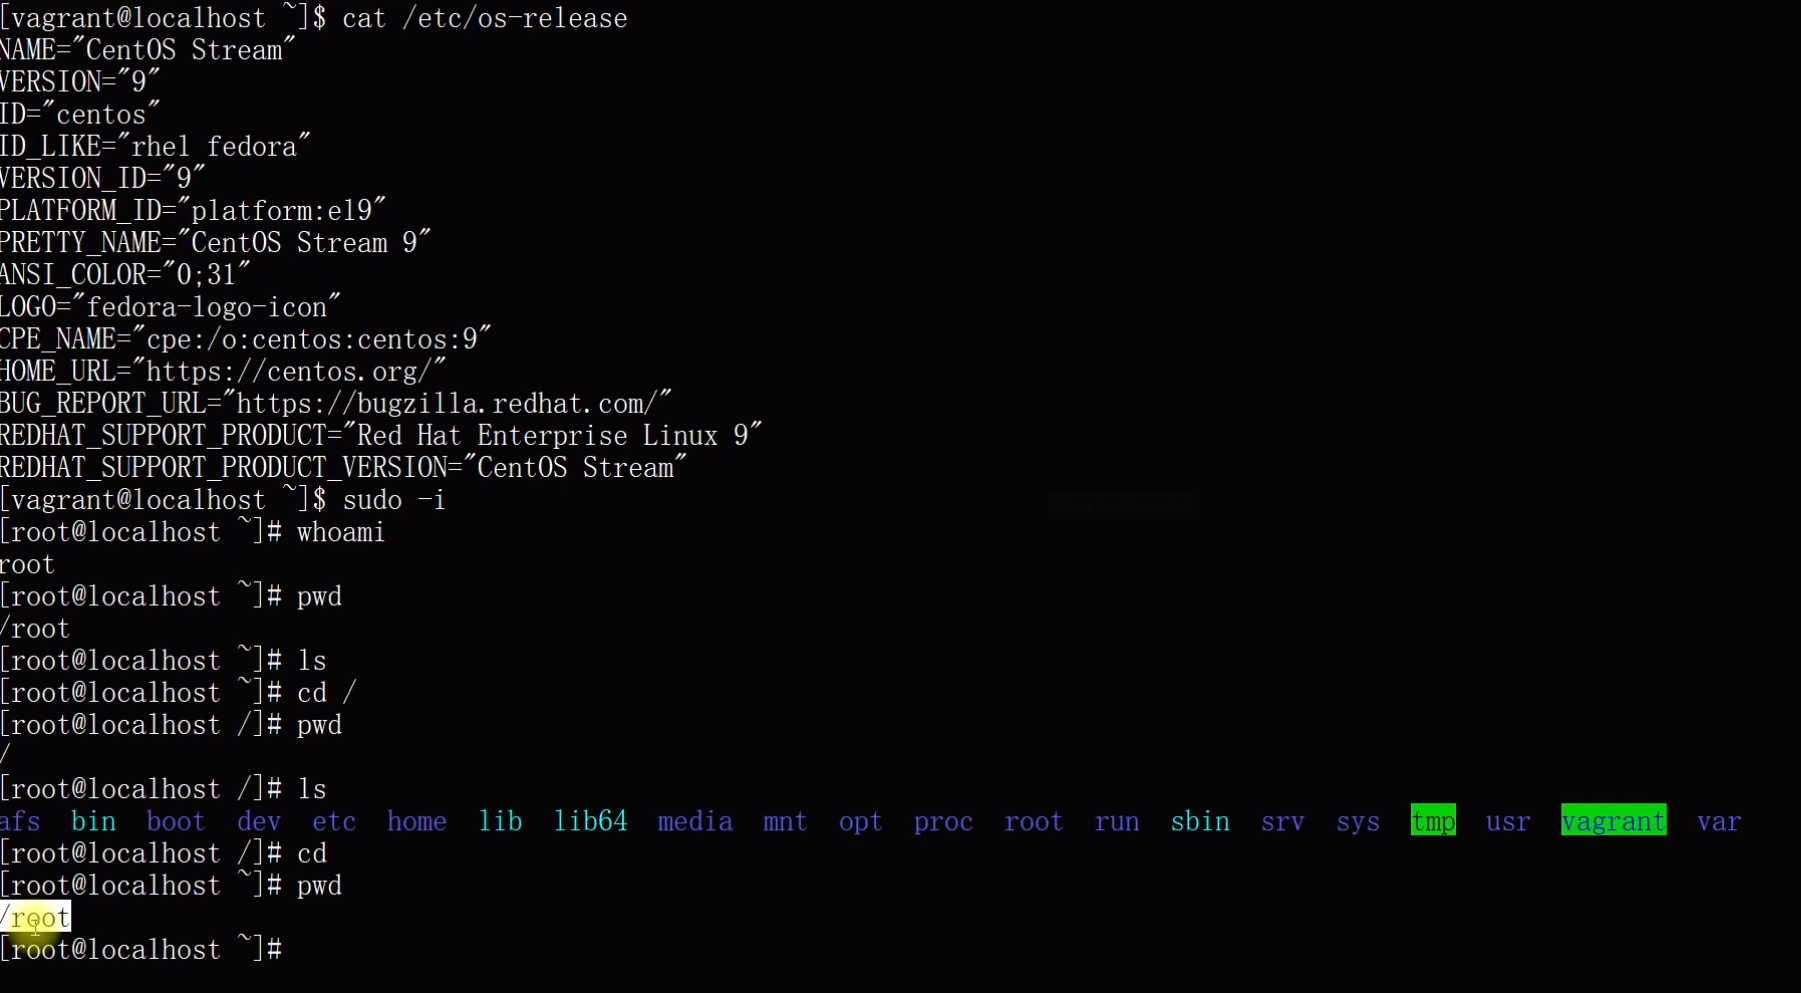 [vagrant@localhost ~]$ cat /etc/os-release
NAME="CentOS Stream"
VERSION="9"
ID="centos"
ID_LIKE="rhel fedora"
VERSION_ID="9"
PLATFORM_ID="platform:el9"
PRETTY_NAME="CentOS Stream 9"
ANSI_COLOR="0;31"
LOGO="fedora-logo-icon"
CPE_NAME="cpe:/o:centos:centos:9"
HOME_URL="https://centos.org/"
BUG_REPORT_URL="https://bugzilla.redhat.com/"
REDHAT_SUPPORT_PRODUCT="Red Hat Enterprise Linux 9"
REDHAT_SUPPORT_PRODUCT_VERSION="CentOS Stream"
[vagrant@localhost ~]$ sudo -i
[root@localhost ~]# whoami
root
[root@localhost ~]# pwd
/root
[root@localhost ~]# ls
[root@localhost ~]# cd /
[root@localhost /]# pwd
/
[root@localhost /]# ls
afs bin boot dev etc home lib lib64 media mnt opt proc root run sbin srv sys tmp usr vagrant var
[root@localhost /]# cd
[root@localhost ~]# pwd
/root
[root@localhost ~]#